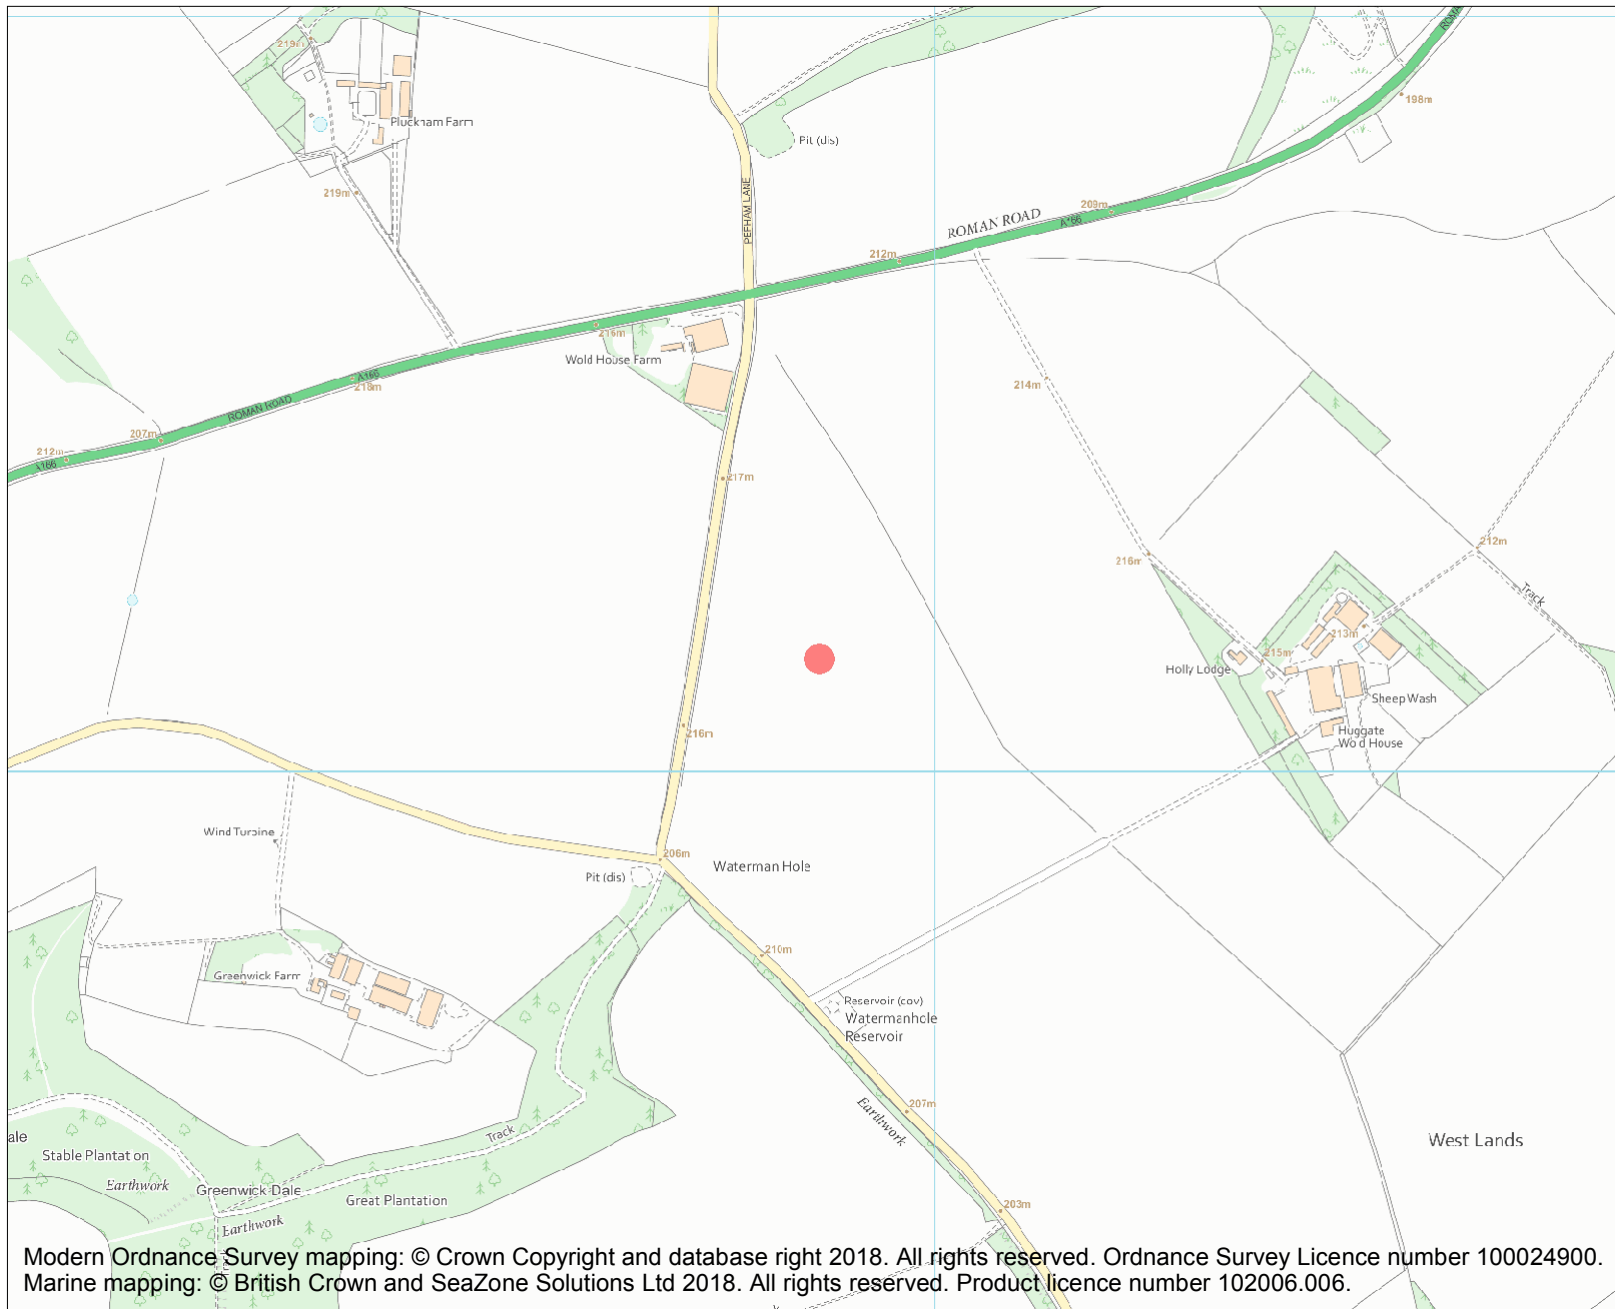 219m
Pluckham Farm
219m
Pit (dis)
PEFHAM LANE
198m
209m
ROMAN ROAD
A166
212m
216m
Wold House Farm
A166
218m
ROMAN ROAD
207m
212m
A166
214m
217m
216m
212m
Track
213m
215m
Holly Lodge
Sheep Wash
Huggate
Wold House
216m
Wind Turbine
206m
Waterman Hole
Pit (dis)
210m
Greenwick Farm
Reservoir (cov)
Watermanhole
Reservoir
207m
Earthwork
Track
ale
Stable Plantation
Earthwork
Greenwick Dale
Great Plantation
Earthwork
West Lands
203m
Modern Ordnance Survey mapping: © Crown Copyright and database right 2018. All rights reserved. Ordnance Survey Licence number 100024900.
Marine mapping: © British Crown and SeaZone Solutions Ltd 2018. All rights reserved. Product licence number 102006.006.